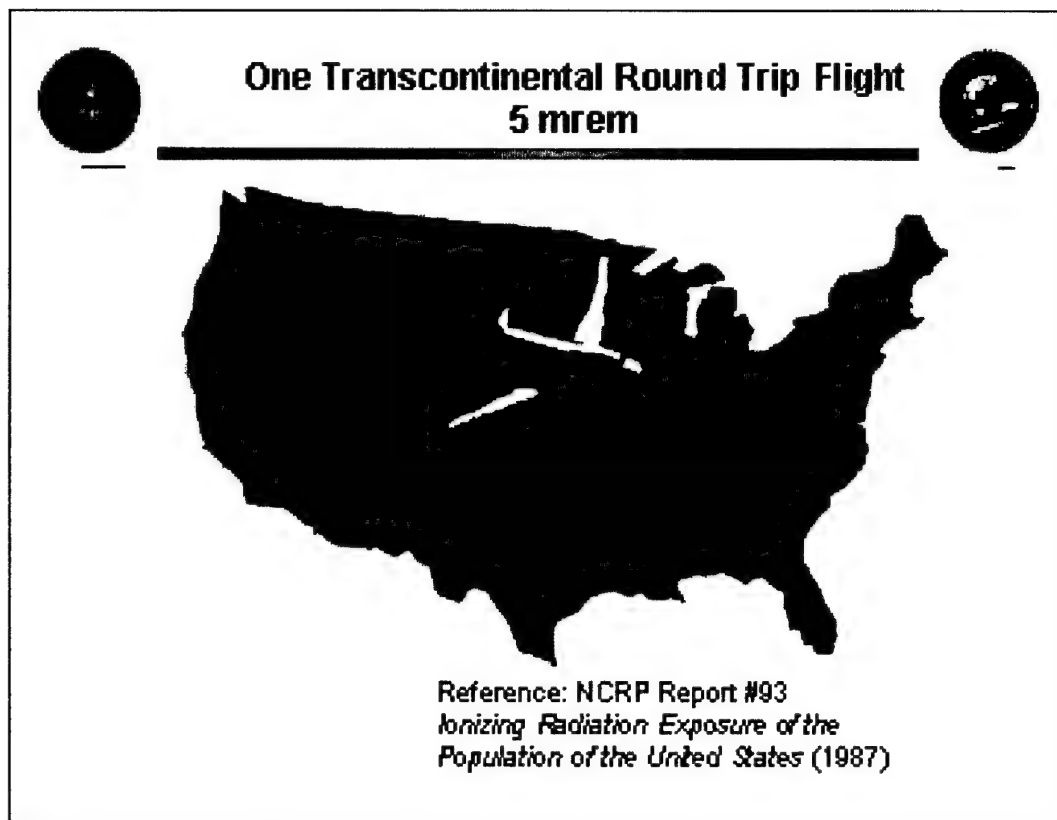 One Transcontinental Round Trip Flight
5 mrem
Reference: NCRP Report #93
Ionizing Radiation Exposure of the
Population of the United States (1987)